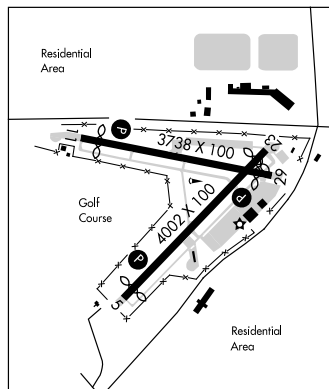 Residential
Area
P
11
3738 X 100
23
29
P
Golf
Course
4002 X 100
P
5
Residential
Area